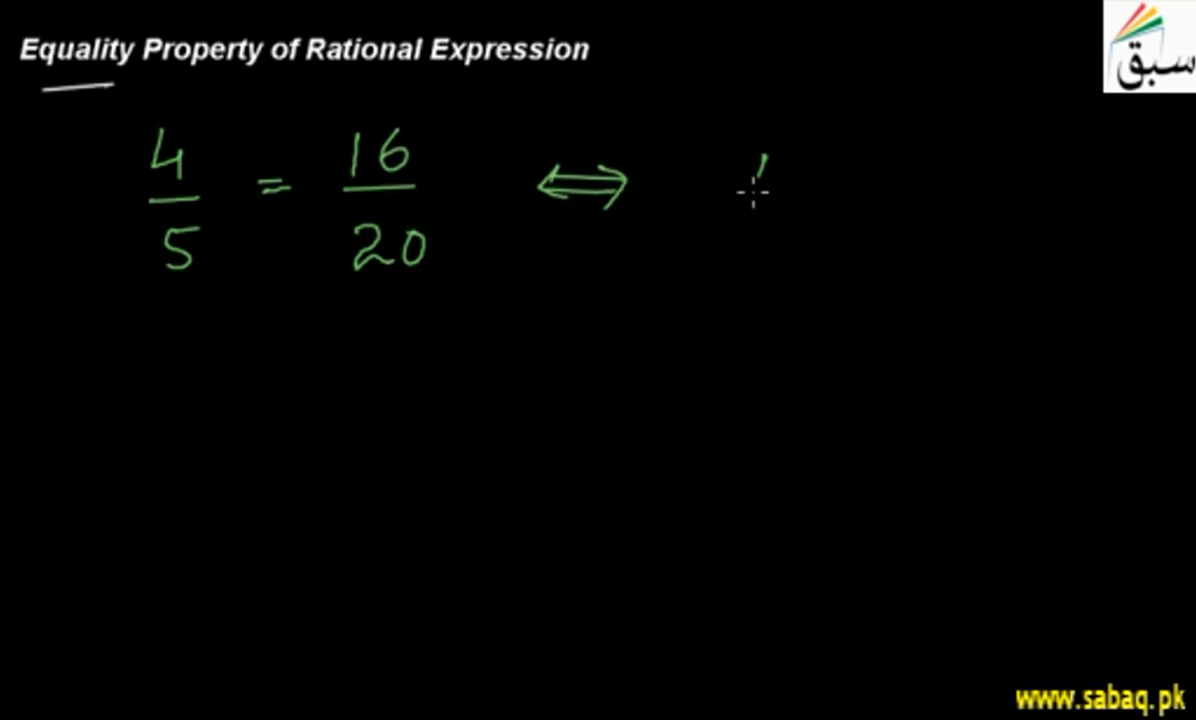 Equality Property of Rational Expression
سبق
4/5 = 16/20 ⟺
www.sabaq.pk